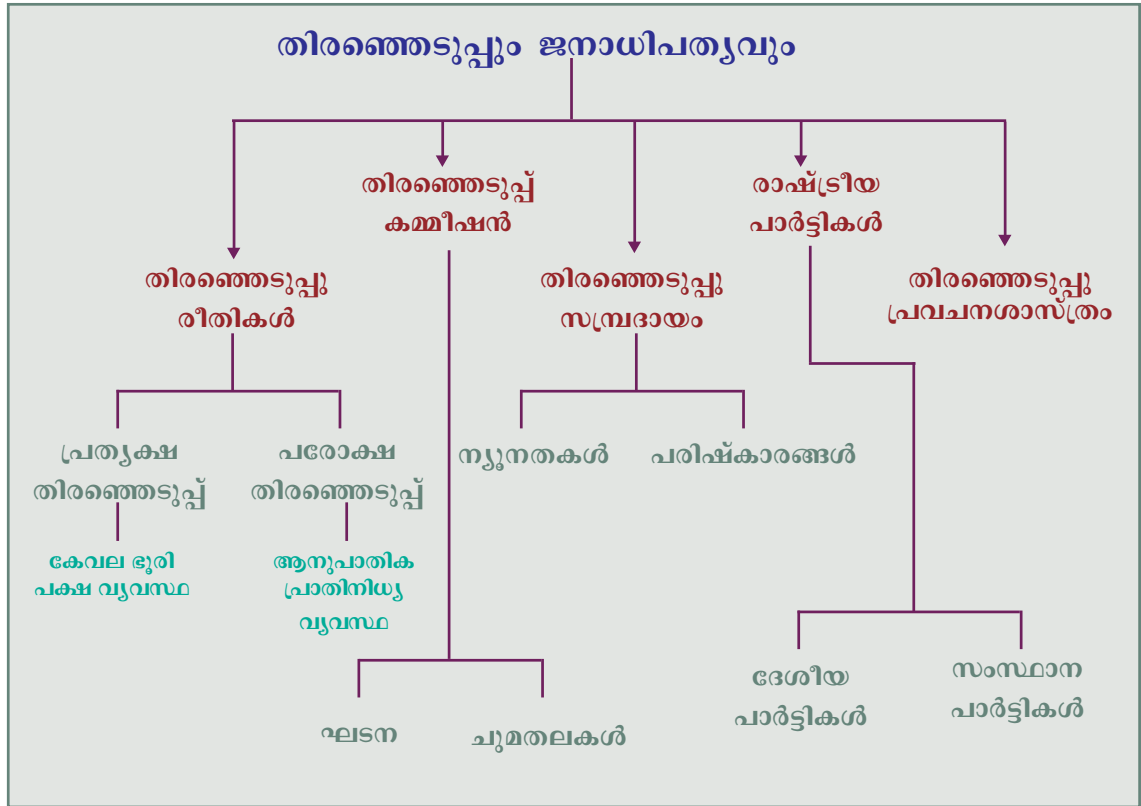 തിരഞ്ഞെടുപ്പും ജനാധിപത്യവും
തിരഞ്ഞെടുപ്പ്
കമ്മീഷൻ
രാഷ്ട്രീയ
പാർട്ടികൾ
തിരഞ്ഞെടുപ്പു
രീതികൾ
തിരഞ്ഞെടുപ്പു
സമ്പ്രദായം
തിരഞ്ഞെടുപ്പു
പ്രവചനശാസ്ത്രം
പ്രത്യക്ഷ
തിരഞ്ഞെടുപ്പ്
പരോക്ഷ
തിരഞ്ഞെടുപ്പ്
ന്യൂനതകൾ
പരിഷ്കാരങ്ങൾ
കേവല ഭൂരി
പക്ഷ വ്യവസ്ഥ
ആനുപാതിക
പ്രാതിനിധ്യ
വ്യവസ്ഥ
ഘടന
ചുമതലകൾ
ദേശീയ
പാർട്ടികൾ
സംസ്ഥാന
പാർട്ടികൾ